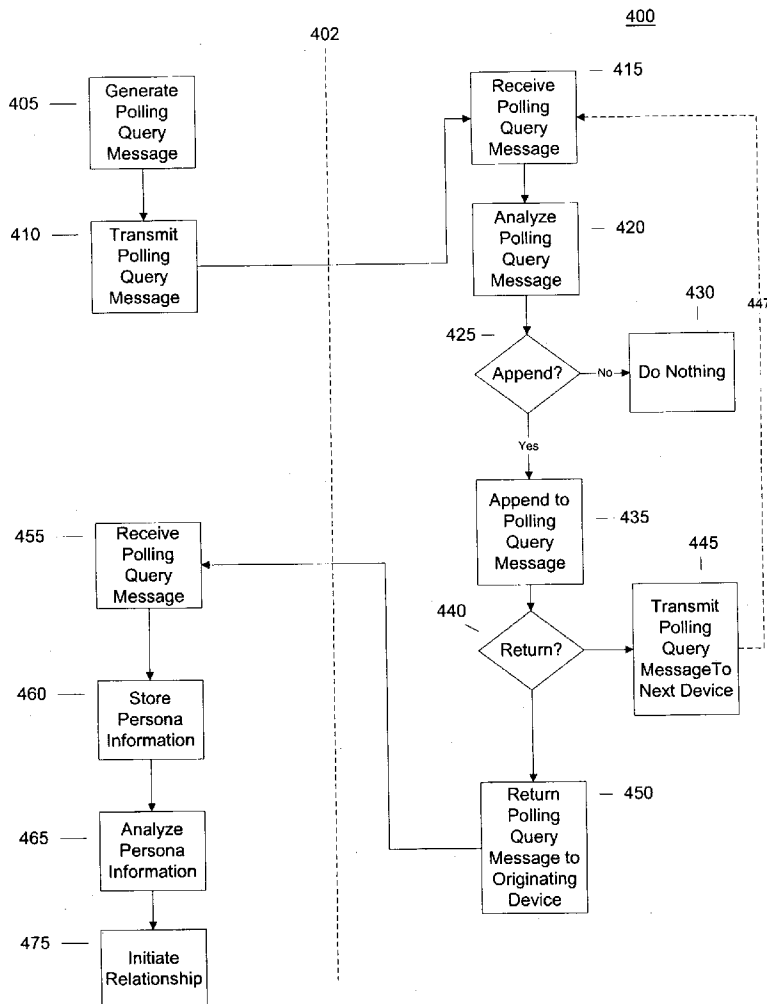 400
402
405
Generate
Polling
Query
Message
415
Receive
Polling
Query
Message
410
Transmit
Polling
Query
Message
420
Analyze
Polling
Query
Message
425
Append?
No
430
Do Nothing
447
Yes
435
Append to
Polling
Query
Message
455
Receive
Polling
Query
Message
440
Return?
445
Transmit
Polling
Query
MessageTo
Next Device
460
Store
Persona
Information
450
Return
Polling
Query
Message to
Originating
Device
465
Analyze
Persona
Information
475
Initiate
Relationship